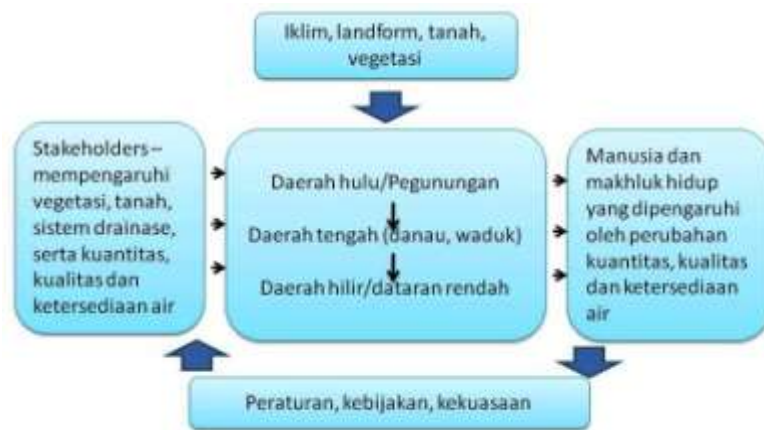 Iklim, landform, tanah,
vegetasi
Stakeholders–
mempengaruhi
vegetasi, tanah,
sistem drainase,
serta kuantitas,
kualitas dan
ketersediaan air
Daerah hulu/Pegunungan
Daerah tengah (danau, waduk)
Daerah hilir/dataran rendah
Manusia dan
makhluk hidup
yang dipengaruhi
oleh perubahan
kuantitas, kualitas
dan ketersediaan
air
Peraturan, kebijakan, kekuasaan